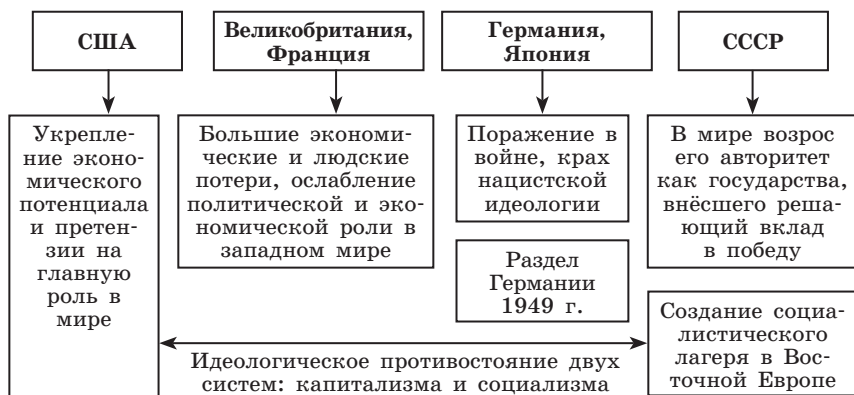 США
Великобритания,
Франция
Германия,
Япония
СССР
Укрепле-
ние эконо-
мического
потенциала
и претен-
зии на
главную
роль в
мире
Большие экономи-
ческие и людские
потери, ослабление
политической и эко-
номической роли в
западном мире
Поражение в
войне, крах
нацистской
идеологии
Раздел
Германии
1949 г.
В мире возрос
его авторитет
как государства,
внёсшего реша-
ющий вклад
в победу
Создание социа-
листического
лагеря в Вос-
точной Европе
Идеологическое противостояние двух
систем: капитализма и социализма